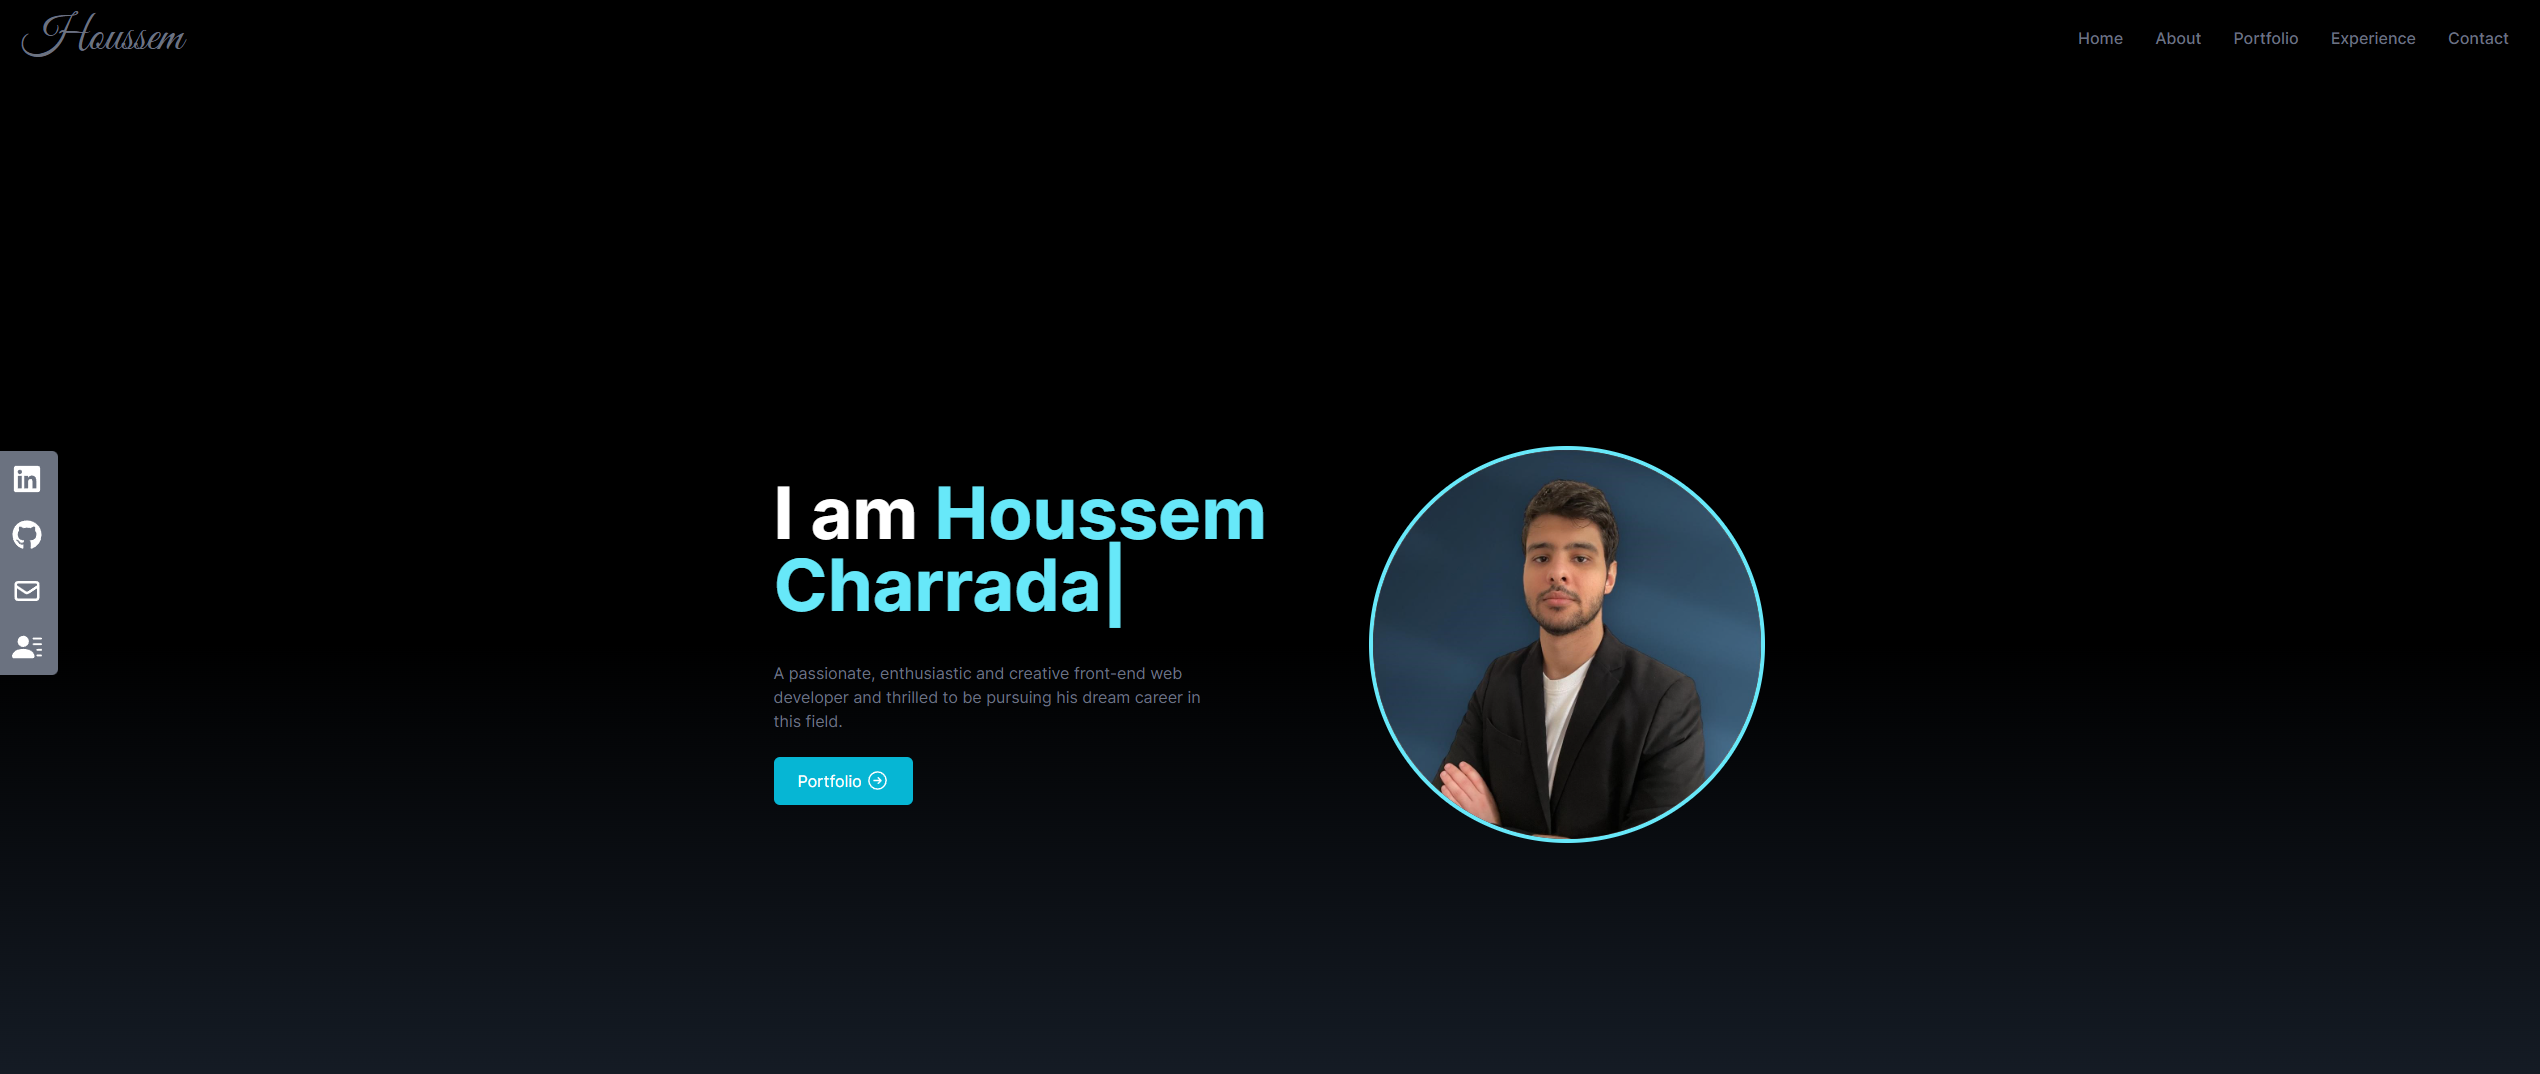 Houssem
Home About Portfolio Experience Contact
in
I am Houssem
Charrada|
A passionate, enthusiastic and creative front-end web
developer and thrilled to be pursuing his dream career in
this field.
Portfolio